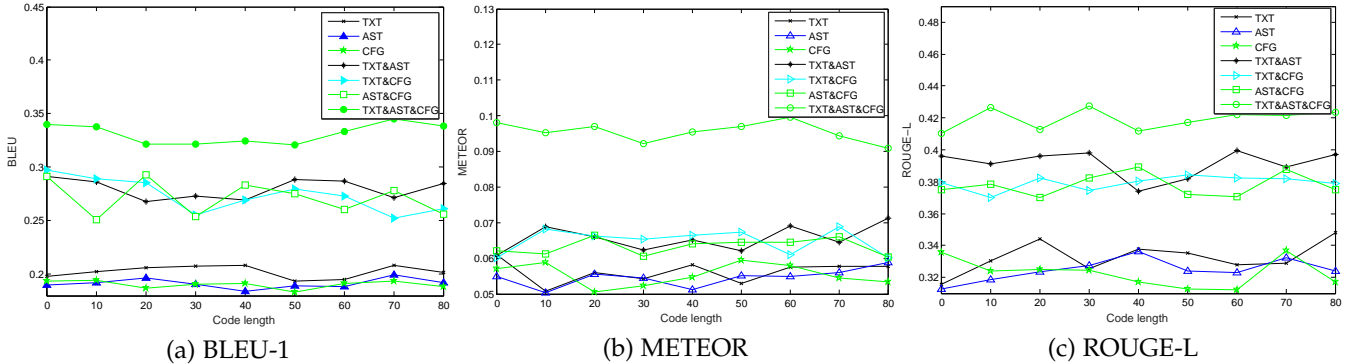 0.45
0.4
0.35
0.3
0.25
0.2
BLEU
0 10 20 30 40 50 60 70 80
Code length
TXT
AST
CFG
TXT&AST
TXT&CFG
AST&CFG
TXT&AST&CFG
(a) BLEU-1
0.13
0.12
0.11
0.1
0.09
0.08
0.07
0.06
0.05
METEOR
0 10 20 30 40 50 60 70 80
Code length
TXT
AST
CFG
TXT&AST
TXT&CFG
AST&CFG
TXT&AST&CFG
(b) METEOR
0.48
0.46
0.44
0.42
0.4
0.38
0.36
0.34
0.32
ROUGE-L
0 10 20 30 40 50 60 70 80
Code length
TXT
AST
CFG
TXT&AST
TXT&CFG
AST&CFG
TXT&AST&CFG
(c) ROUGE-L